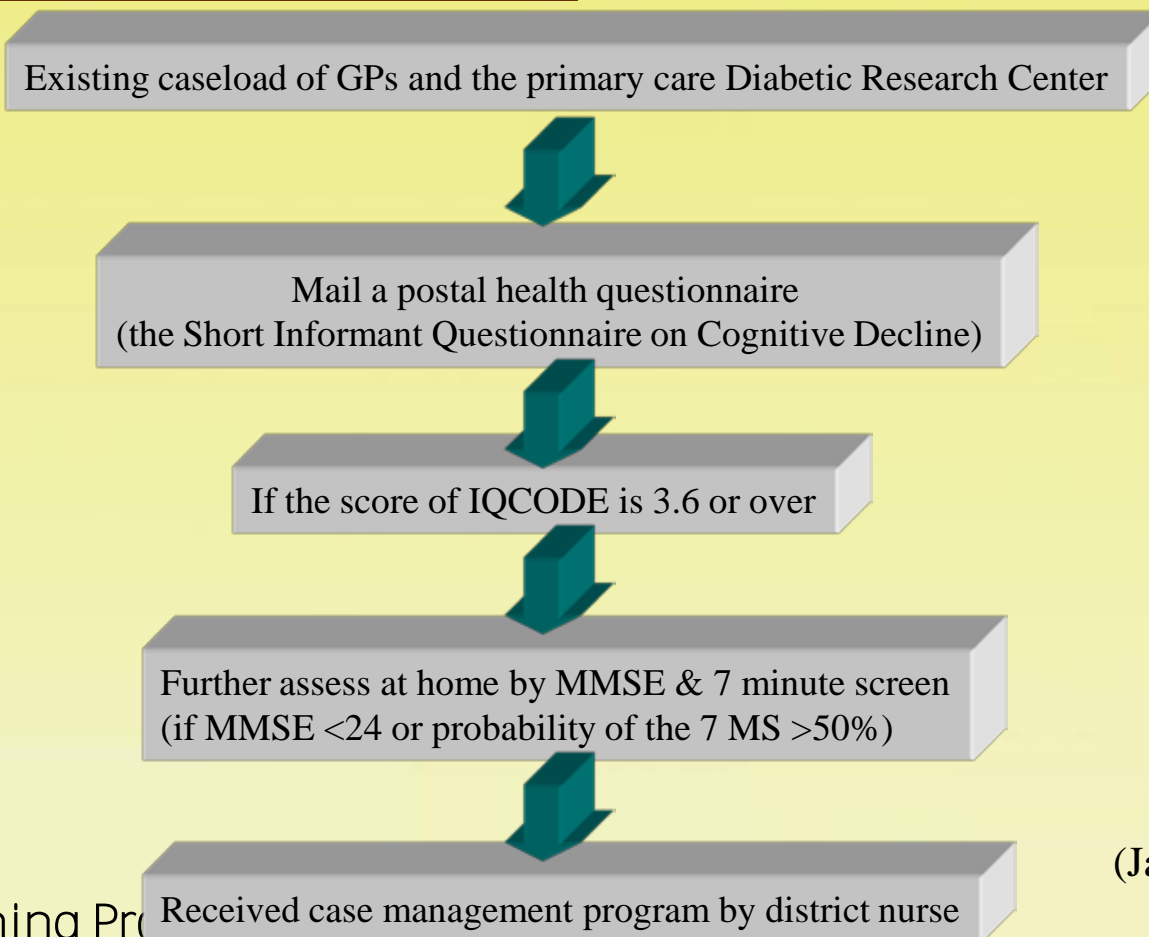 Existing caseload of GPs and the primary care Diabetic Research Center
Mail a postal health questionnaire
(the Short Informant Questionnaire on Cognitive Decline)
If the score of IQCODE is 3.6 or over
Further assess at home by MMSE & 7 minute screen
(if MMSE <24 or probability of the 7 MS >50%)
Received case management program by district nurse